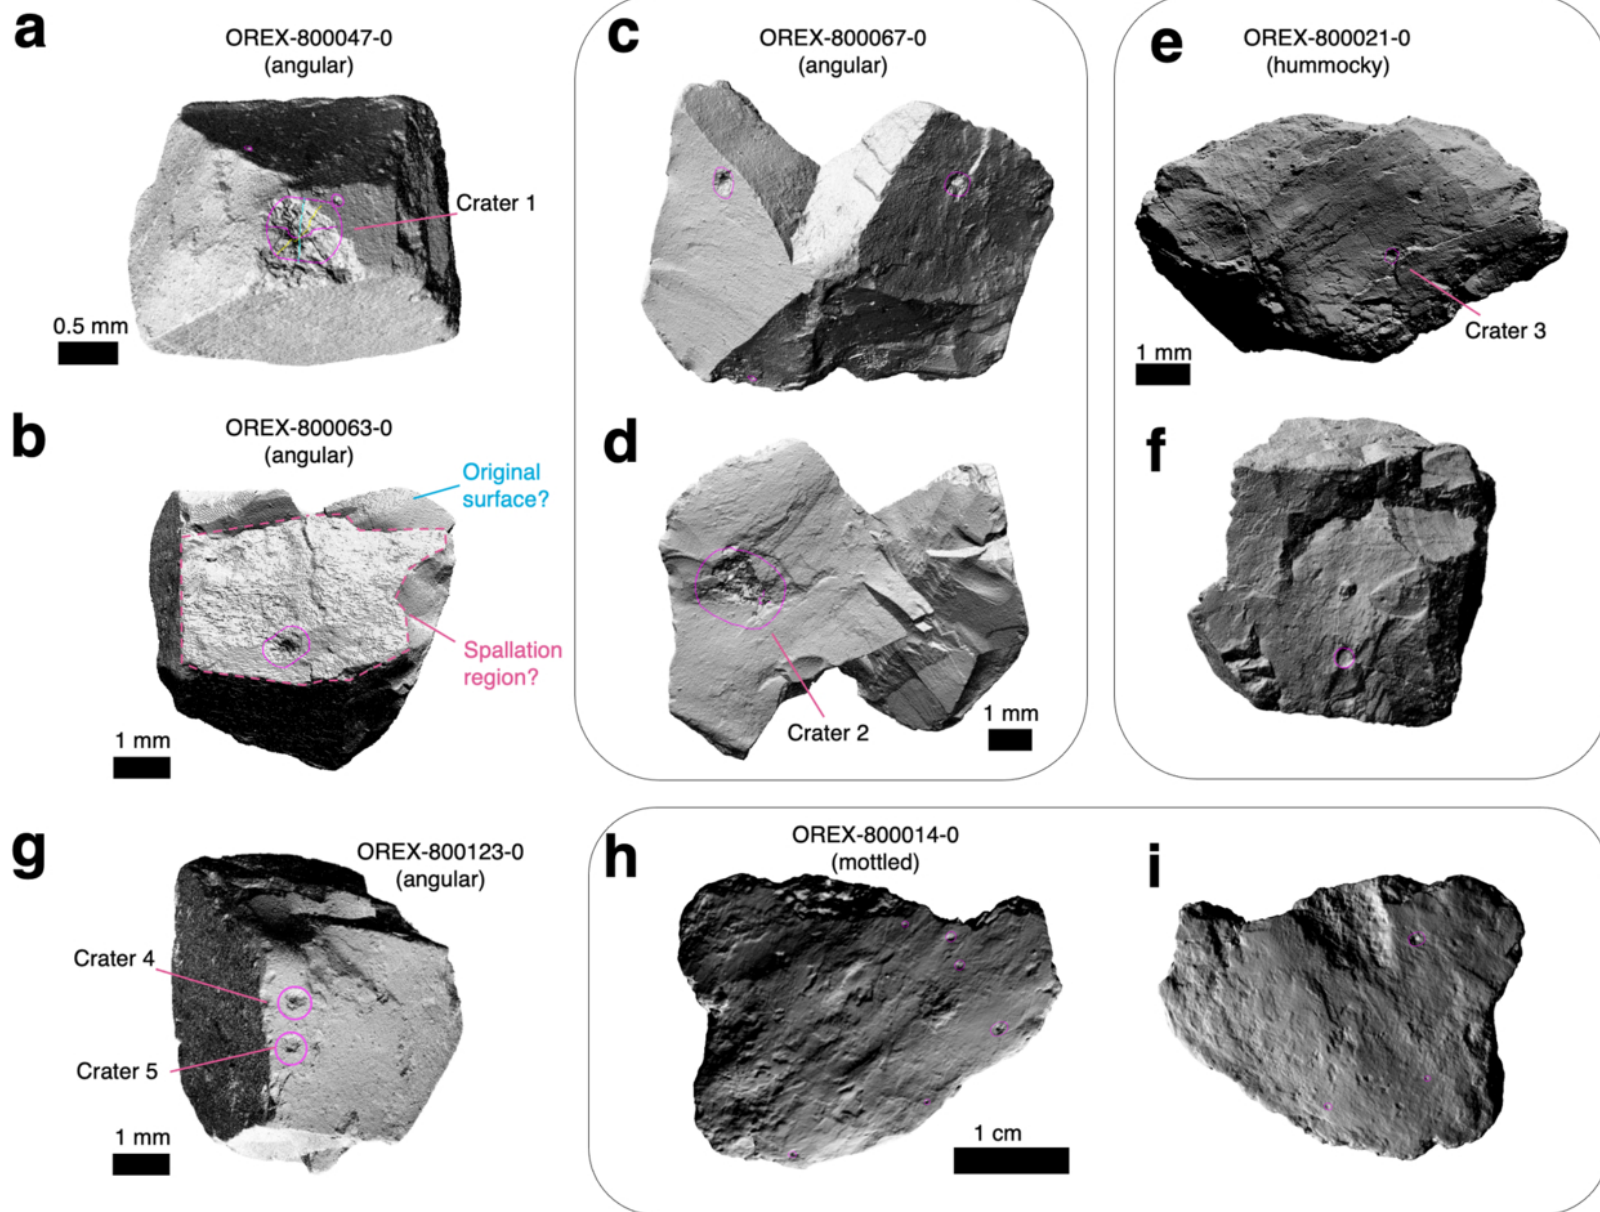 a
OREX-800047-0
(angular)
Crater 1
0.5 mm
b
OREX-800063-0
(angular)
Original
surface?
Spallation
region?
1 mm
c
OREX-800067-0
(angular)
d
Crater 2
1 mm
e
OREX-800021-0
(hummocky)
Crater 3
1 mm
f
g
OREX-800123-0
(angular)
Crater 4
Crater 5
1 mm
h
OREX-800014-0
(mottled)
1 cm
i